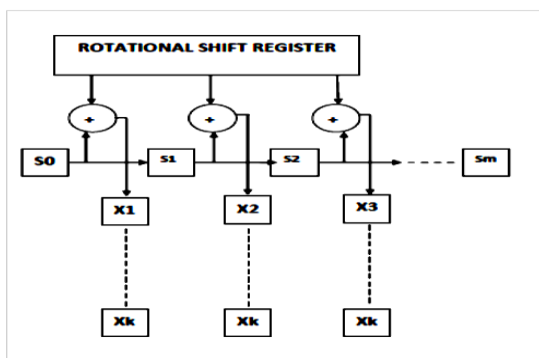 ROTATIONAL SHIFT REGISTER
+ + +
S0 S1 S2 Sm
X1 X2 X3
Xk Xk Xk